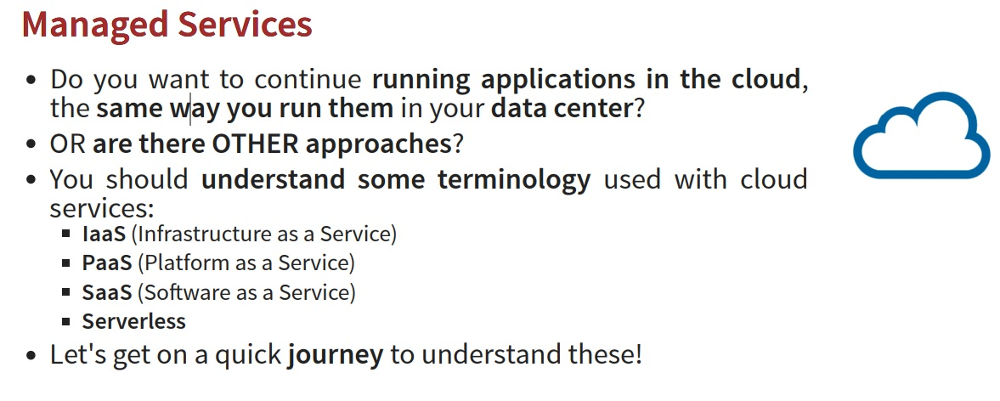 Managed Services
• Do you want to continue running applications in the cloud,
the same way you run them in your data center?
• OR are there OTHER approaches?
• You should understand some terminology used with cloud
services:
▪ IaaS (Infrastructure as a Service)
▪ PaaS (Platform as a Service)
▪ SaaS (Software as a Service)
▪ Serverless
• Let's get on a quick journey to understand these!